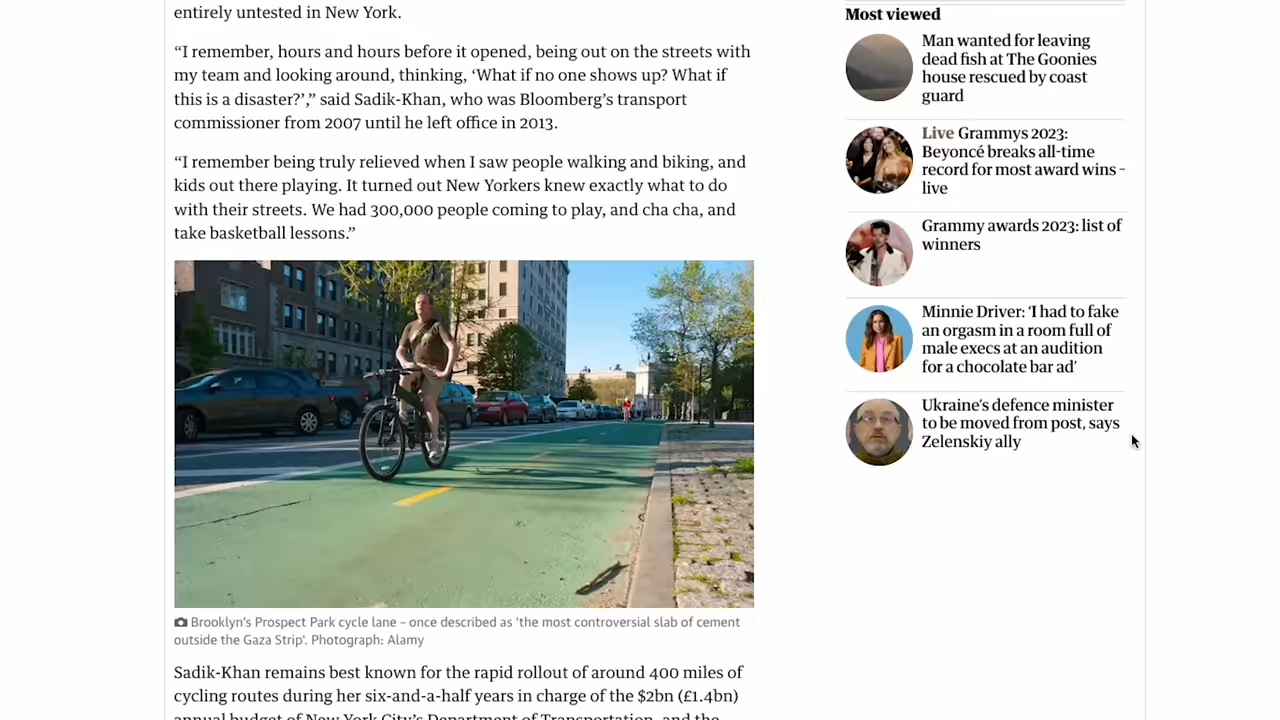 entirely untested in New York.
“I remember, hours and hours before it opened, being out on the streets with
my team and looking around, thinking, ‘What if no one shows up? What if
this is a disaster?’,” said Sadik-Khan, who was Bloomberg’s transport
commissioner from 2007 until he left office in 2013.
“I remember being truly relieved when I saw people walking and biking, and
kids out there playing. It turned out New Yorkers knew exactly what to do
with their streets. We had 300,000 people coming to play, and cha cha, and
take basketball lessons.”
Brooklyn’s Prospect Park cycle lane – once described as ‘the most controversial slab of cement
outside the Gaza Strip’. Photograph: Alamy
Sadik-Khan remains best known for the rapid rollout of around 400 miles of
cycling routes during her six-and-a-half years in charge of the $2bn (£1.4bn)
annual budget of New York City’s Department of Transportation, and the
Most viewed
Man wanted for leaving
dead fish at The Goonies
house rescued by coast
guard
Live Grammys 2023:
Beyoncé breaks all-time
record for most award wins –
live
Grammy awards 2023: list of
winners
Minnie Driver: ‘I had to fake
an orgasm in a room full of
male execs at an audition
for a chocolate bar ad’
Ukraine’s defence minister
to be moved from post, says
Zelenskiy ally